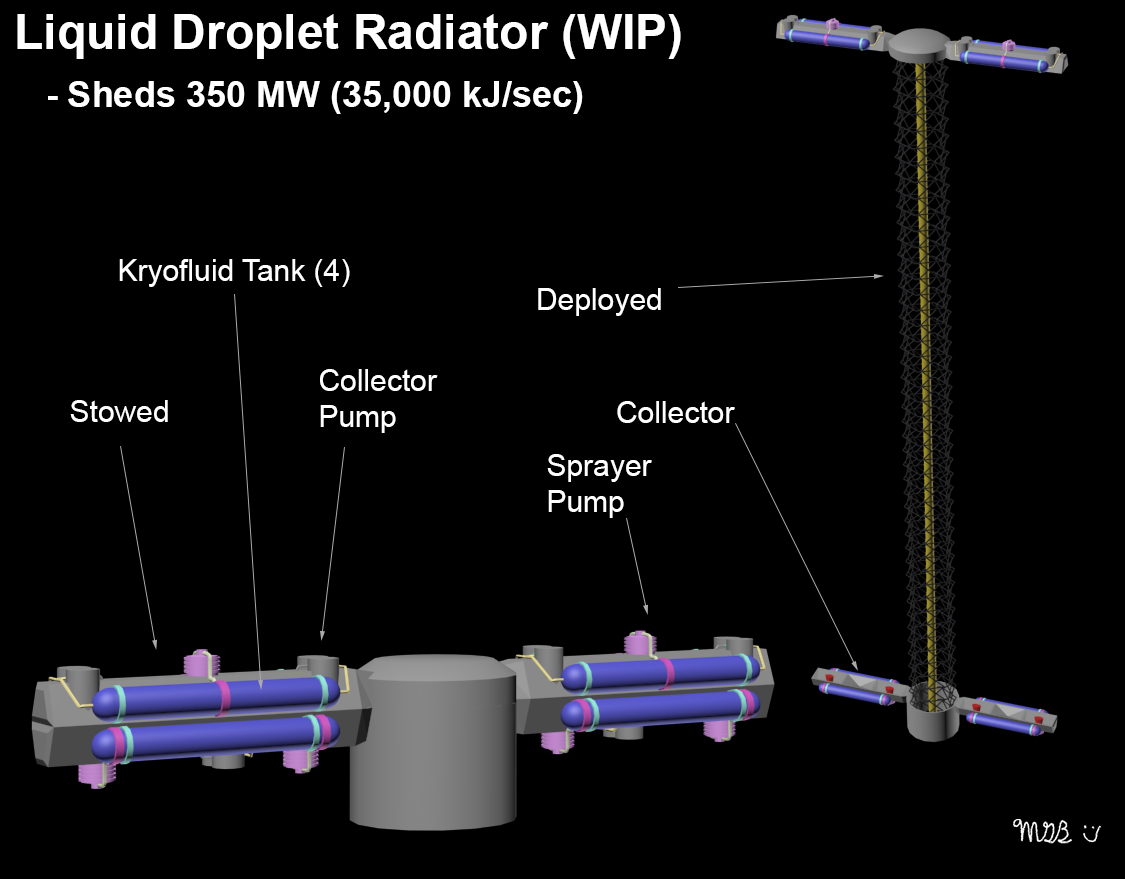 Liquid Droplet Radiator (WIP)
- Sheds 350 MW (35,000 kJ/sec)
Kryofluid Tank (4)
Deployed
Stowed
Collector
Pump
Collector
Sprayer
Pump
MDB